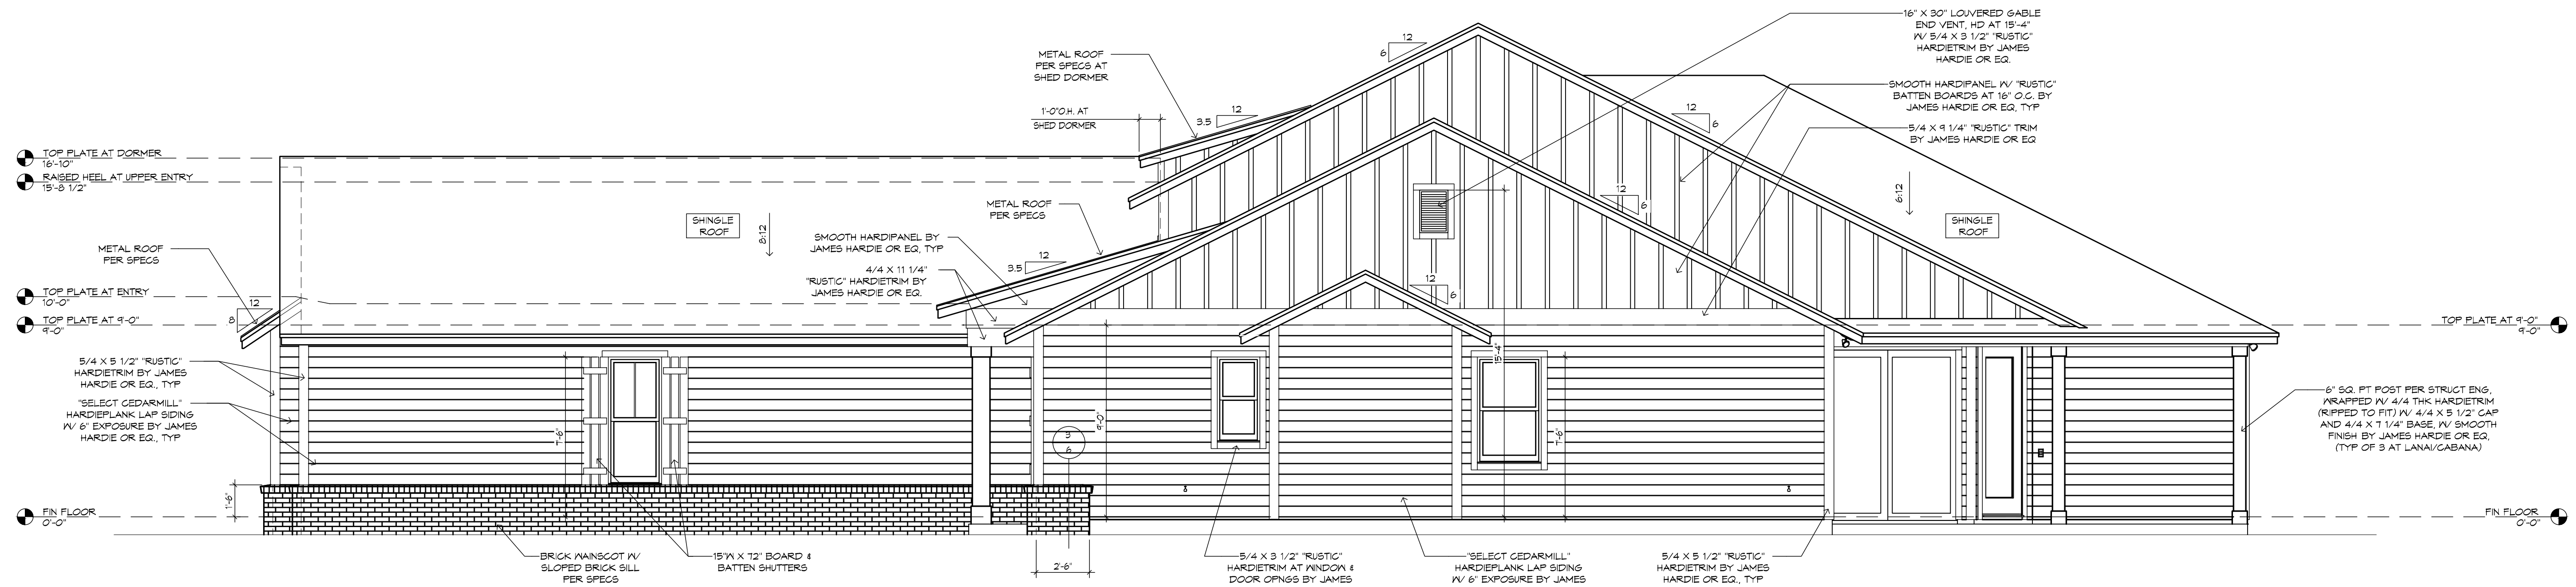 16" X 30" LOUVERED GABLE
END VENT, HD AT 15'-4"
W/ 5/4 X 3 1/2" "RUSTIC"
HARDIETRIM BY JAMES
HARDIE OR EQ.
12
6
METAL ROOF
PER SPECS AT
SHED DORMER
SMOOTH HARDIPANEL W/ "RUSTIC"
BATTEN BOARDS AT 16" O.C. BY
JAMES HARDIE OR EQ, TYP
1'-0"O.H. AT
SHED DORMER
12
3.5
12
6
5/4 X 9 1/4" "RUSTIC" TRIM
BY JAMES HARDIE OR EQ
TOP PLATE AT DORMER
16'-10"
RAISED HEEL AT UPPER ENTRY
15'-8 1/2"
12
6
6:12
METAL ROOF
PER SPECS
SHINGLE
ROOF
8:12
SHINGLE
ROOF
SMOOTH HARDIPANEL BY
JAMES HARDIE OR EQ, TYP
METAL ROOF
PER SPECS
12
3.5
4/4 X 11 1/4"
"RUSTIC" HARDIETRIM BY
JAMES HARDIE OR EQ.
12
6
TOP PLATE AT ENTRY
10'-0"
12
8
TOP PLATE AT 9'-0"
9'-0"
TOP PLATE AT 9'-0"
9'-0"
5/4 X 5 1/2" "RUSTIC"
HARDIETRIM BY JAMES
HARDIE OR EQ., TYP
"SELECT CEDARMILL"
HARDIEPLANK LAP SIDING
W/ 6" EXPOSURE BY JAMES
HARDIE OR EQ., TYP
7'-6"
9'-0"
15'-4"
7'-6"
3
6
6" SQ. PT POST PER STRUCT ENG,
WRAPPED W/ 4/4 THK HARDIETRIM
(RIPPED TO FIT) W/ 4/4 X 5 1/2" CAP
AND 4/4 X 7 1/4" BASE, W/ SMOOTH
FINISH BY JAMES HARDIE OR EQ,
(TYP OF 3 AT LANAI/CABANA)
1'-6"
FIN FLOOR
0'-0"
FIN FLOOR
0'-0"
BRICK WAINSCOT W/
SLOPED BRICK SILL
PER SPECS
15"W X 72" BOARD &
BATTEN SHUTTERS
2'-6"
5/4 X 3 1/2" "RUSTIC"
HARDIETRIM AT WINDOW &
DOOR OPNGS BY JAMES
"SELECT CEDARMILL"
HARDIEPLANK LAP SIDING
W/ 6" EXPOSURE BY JAMES
5/4 X 5 1/2" "RUSTIC"
HARDIETRIM BY JAMES
HARDIE OR EQ., TYP